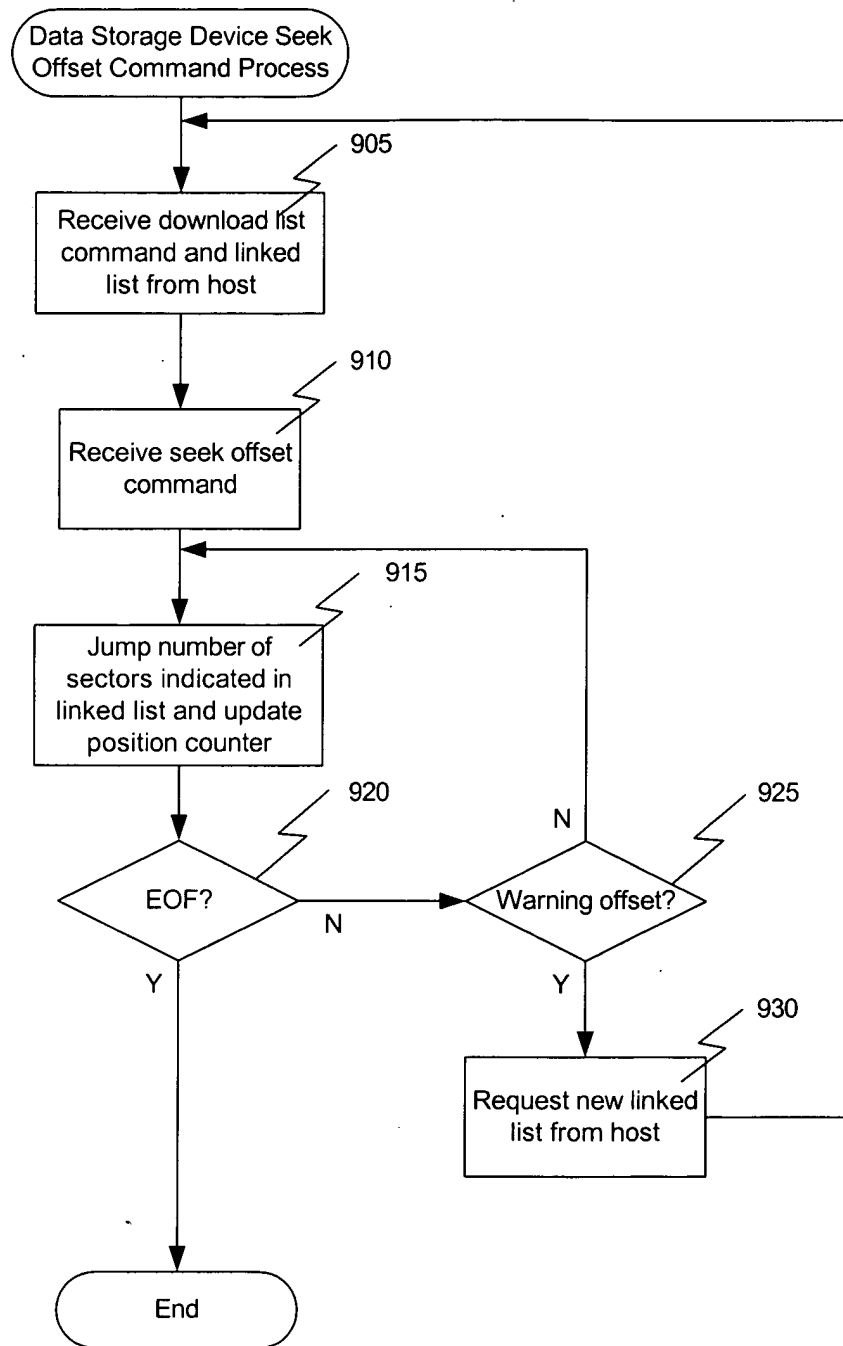 Data Storage Device Seek
Offset Command Process
905
Receive download list
command and linked
list from host
910
Receive seek offset
command
915
Jump number of
sectors indicated in
linked list and update
position counter
920
EOF?
N
Y
925
N
Warning offset?
Y
930
Request new linked
list from host
End